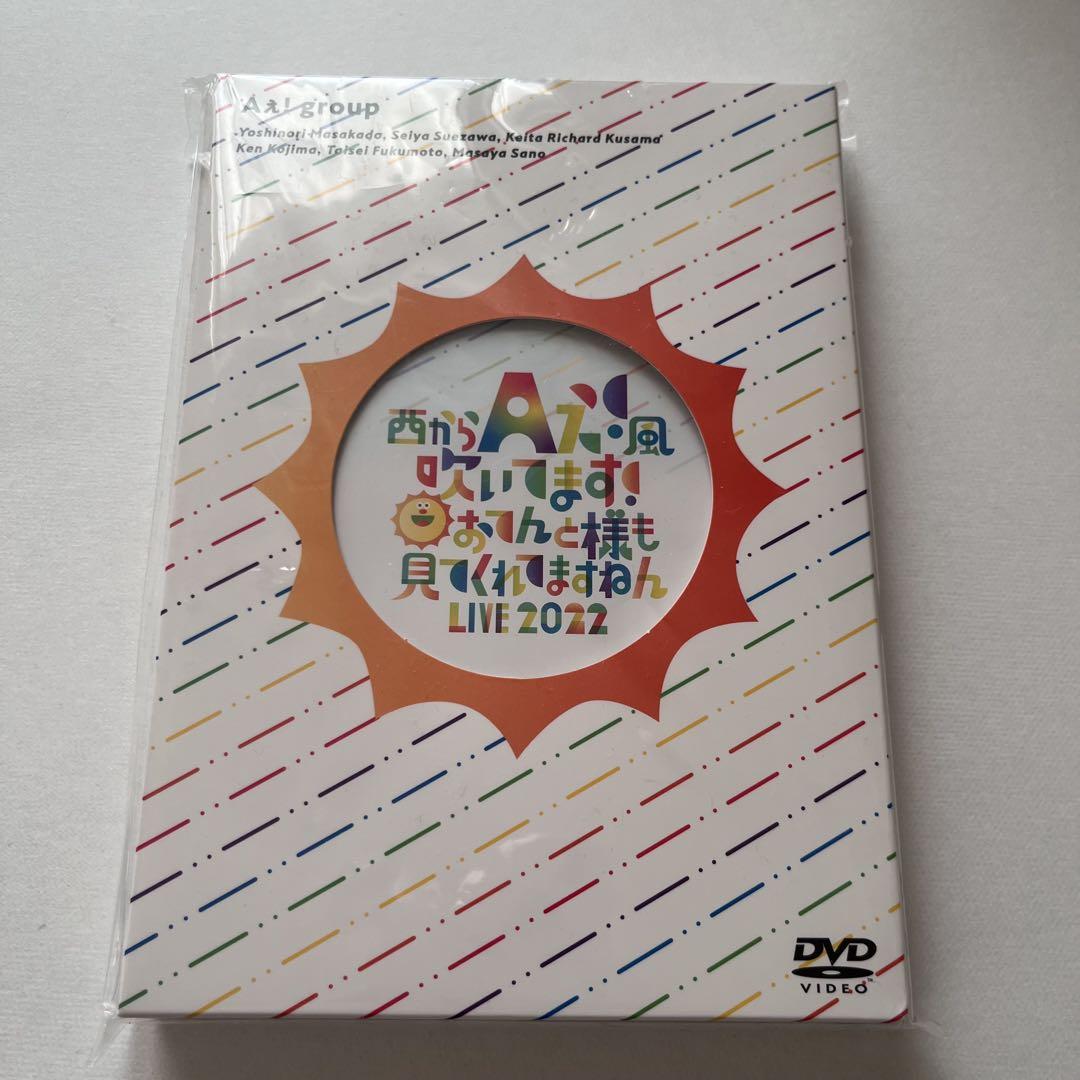 Aぇ! group
Yoshinori Masakado, Seiya Suezawa, Keita Richard Kusama
Ken Kojima, Taisei Fukumoto, Masaya Sano
西からAぇ!風
吹いてます!
おてんと様も
見てくれてますねん
LIVE 2022
DVD
VIDEO